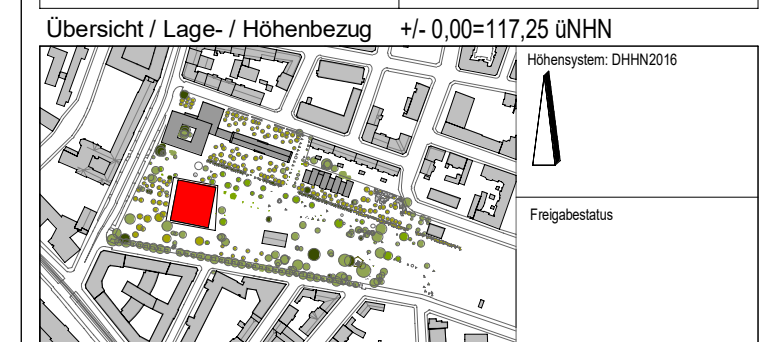 Übersicht / Lage- / Höhenbezug +/- 0,00=117,25 üNHN
Höhensystem: DHHN2016
Freigabestatus